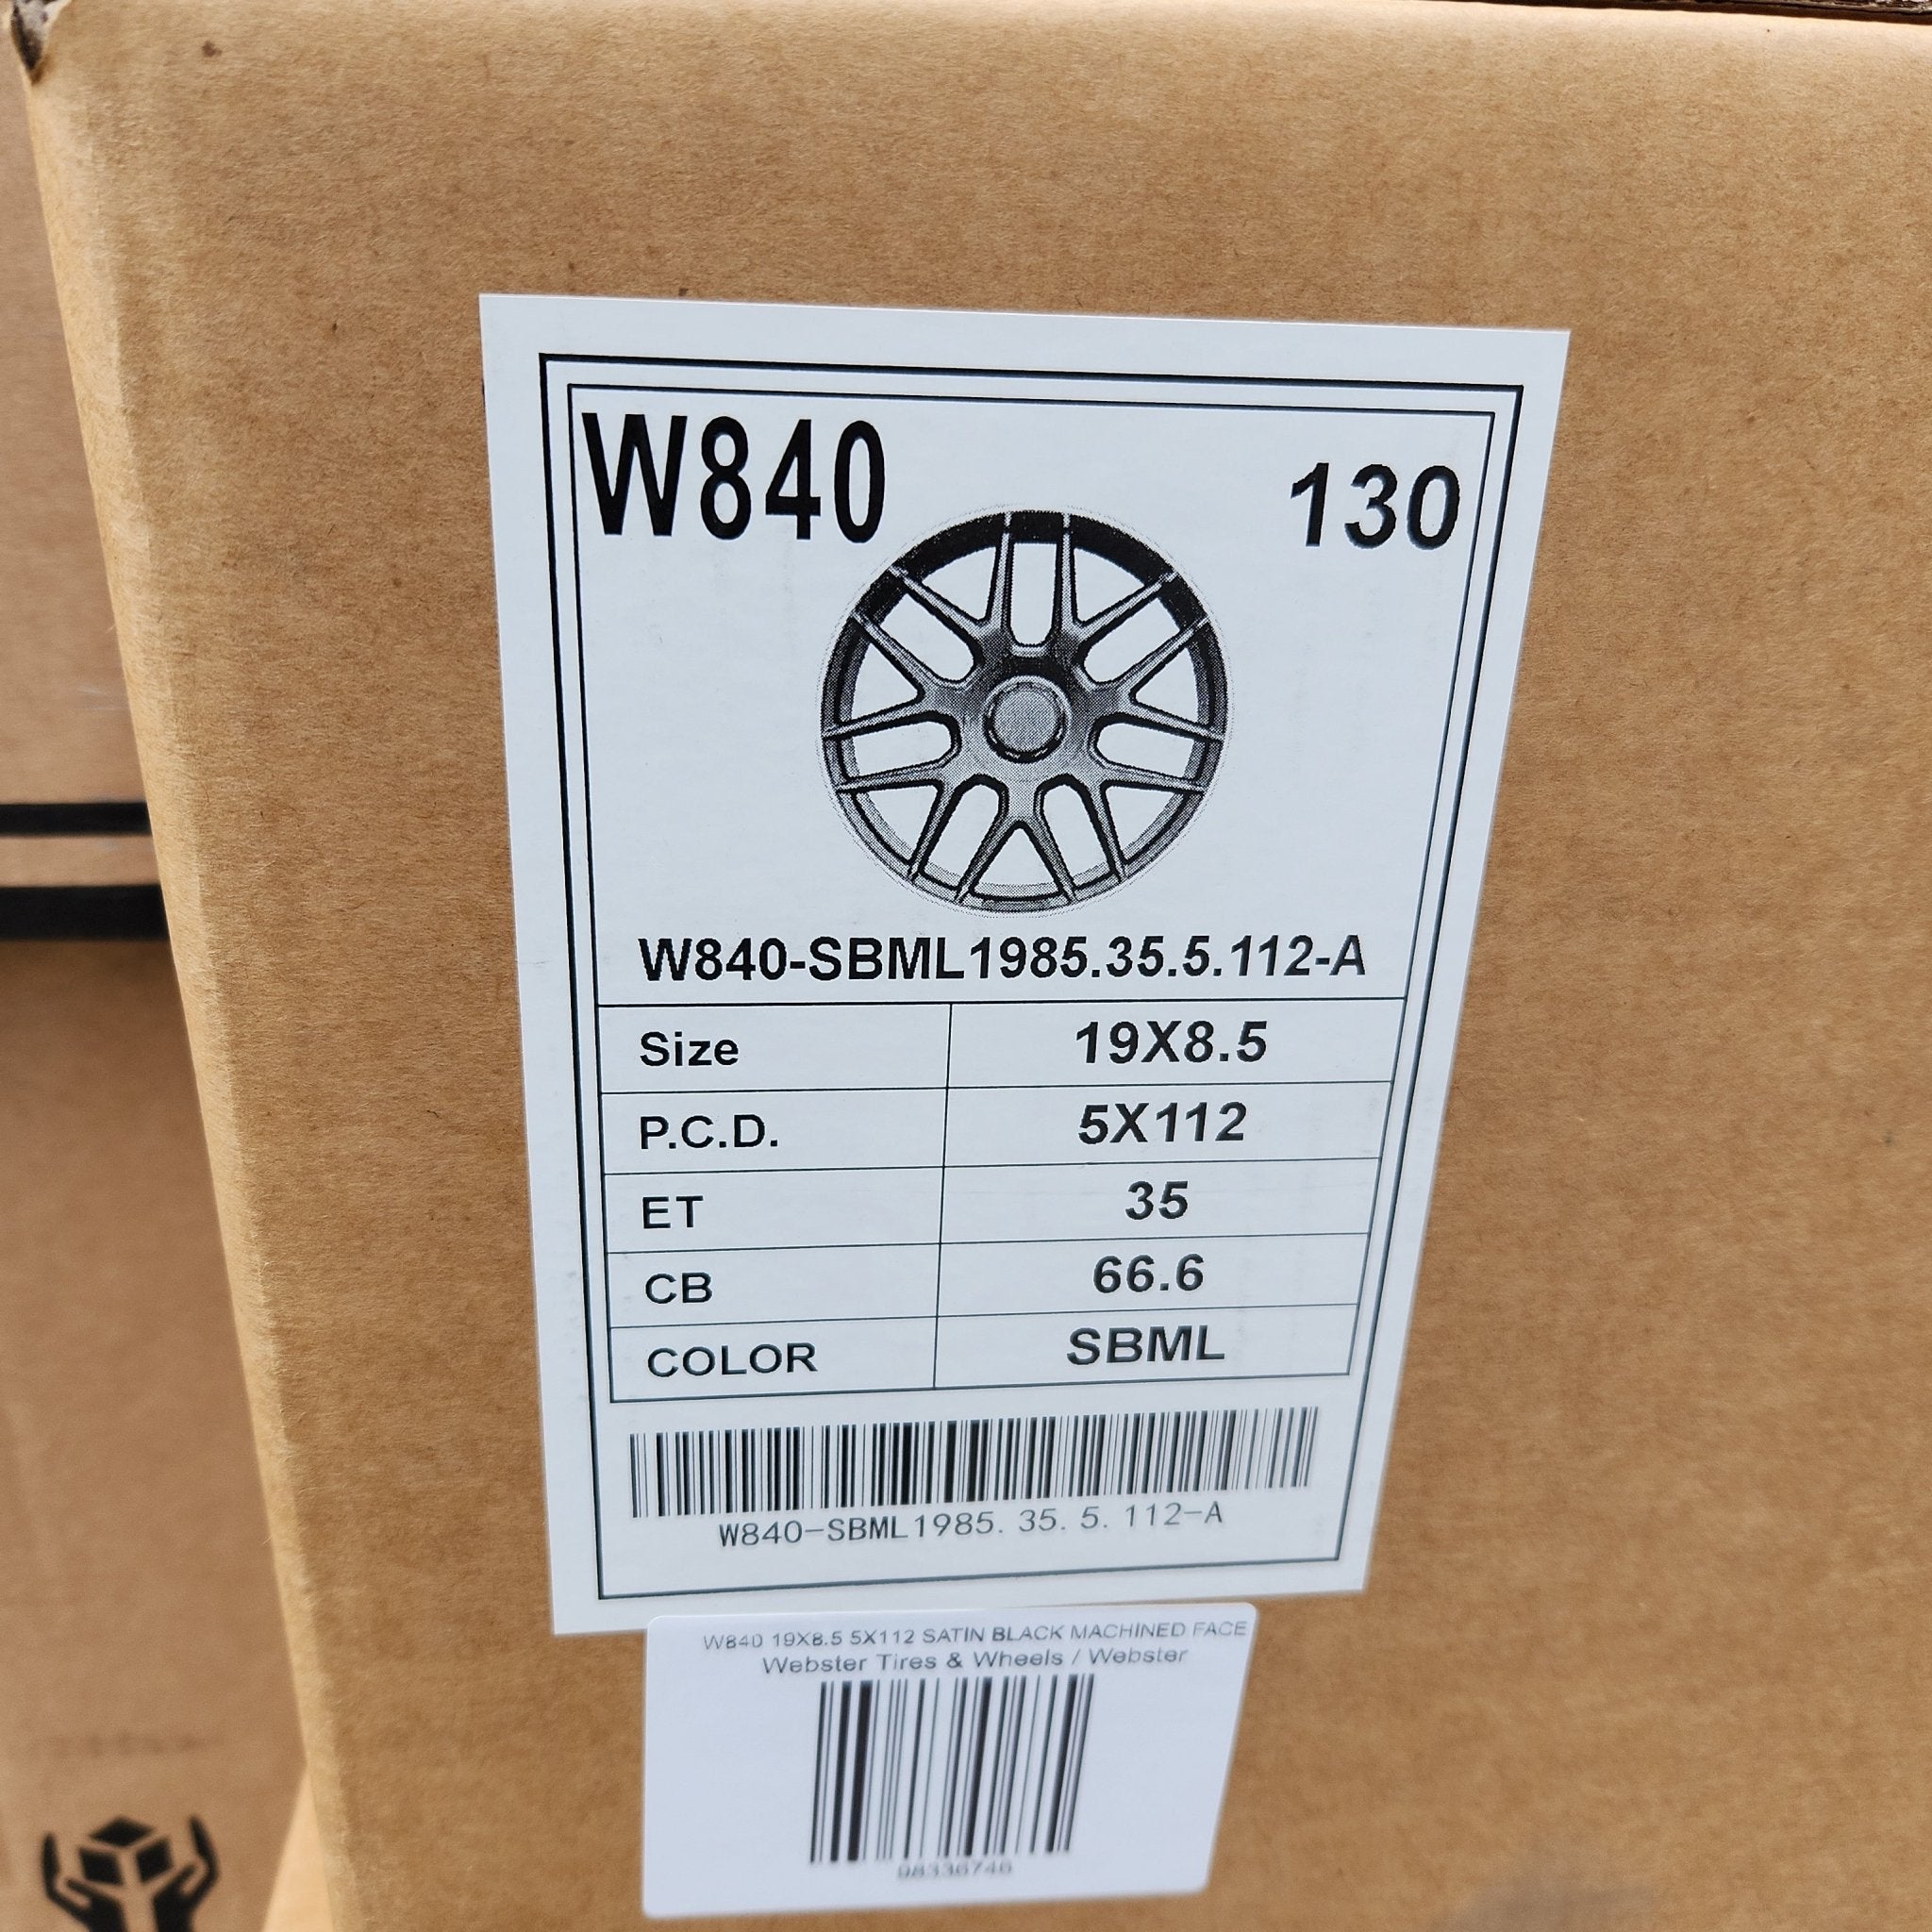 W840
130
W840-SBML1985.35.5.112-A
Size 19X8.5
P.C.D. 5X112
ET 35
CB 66.6
COLOR SBML
W840-SBML1985.35.5.112-A
W840 19X8.5 5X112 SATIN BLACK MACHINED FACE
Webster Tires & Wheels / Webster
98336746